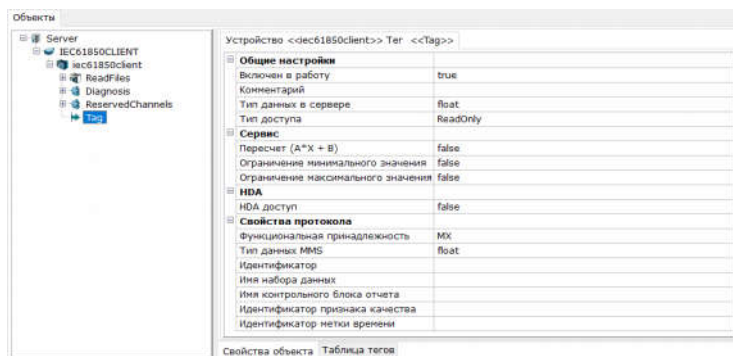 Объекты
Server
IEC61850CLIENT
iec61850client
ReadFiles
Diagnosis
ReservedChannels
Tag
Устройство <<iec61850client>> Тег <<Tag>>
Общие настройки
Включен в работу true
Комментарий
Тип данных в сервере float
Тип доступа ReadOnly
Сервис
Пересчет (A*X + B) false
Ограничение минимального значения false
Ограничение максимального значения false
HDA
HDA доступ false
Свойства протокола
Функциональная принадлежность MX
Тип данных MMS float
Идентификатор
Имя набора данных
Имя контрольного блока отчета
Идентификатор признака качества
Идентификатор метки времени
Свойства объекта Таблица тегов